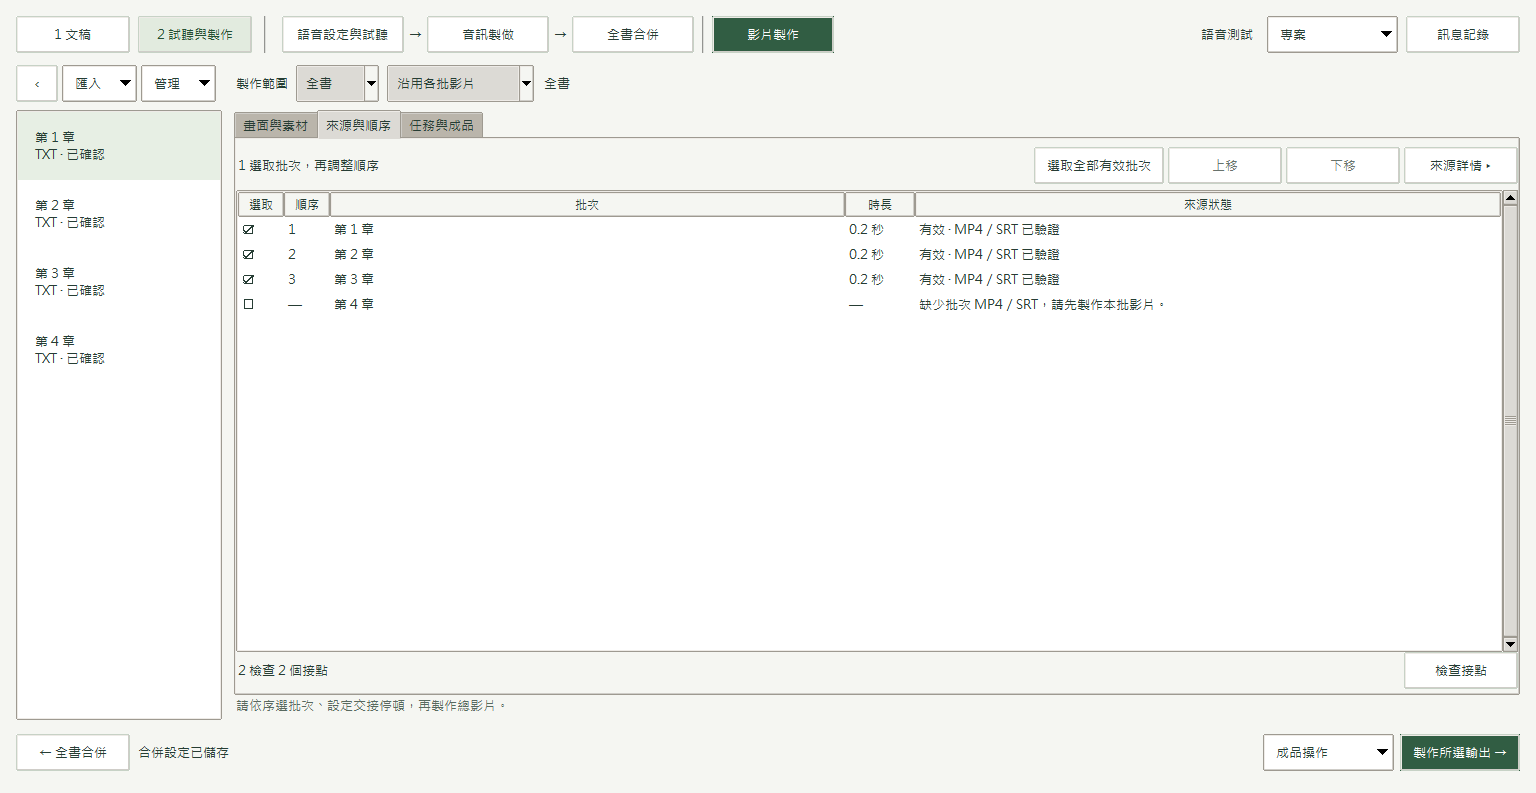 1 文稿
2 試聽與製作
語音設定與試聽
→
音訊製做
→
全書合併
影片製作
語音測試
專案
訊息記錄
‹
匯入
管理
製作範圍
全書
沿用各批影片
全書
第 1 章
TXT · 已確認
第 2 章
TXT · 已確認
第 3 章
TXT · 已確認
第 4 章
TXT · 已確認
畫面與素材
來源與順序
任務與成品
1 選取批次，再調整順序
選取全部有效批次
上移
下移
來源詳情 ▸
選取 順序 批次 時長 來源狀態
1 第 1 章 0.2 秒 有效 · MP4 / SRT 已驗證
2 第 2 章 0.2 秒 有效 · MP4 / SRT 已驗證
3 第 3 章 0.2 秒 有效 · MP4 / SRT 已驗證
— 第 4 章 — 缺少批次 MP4 / SRT，請先製作本批影片。
2 檢查 2 個接點
檢查接點
請依序選批次、設定交接停頓，再製作總影片。
← 全書合併
合併設定已儲存
成品操作
製作所選輸出 →